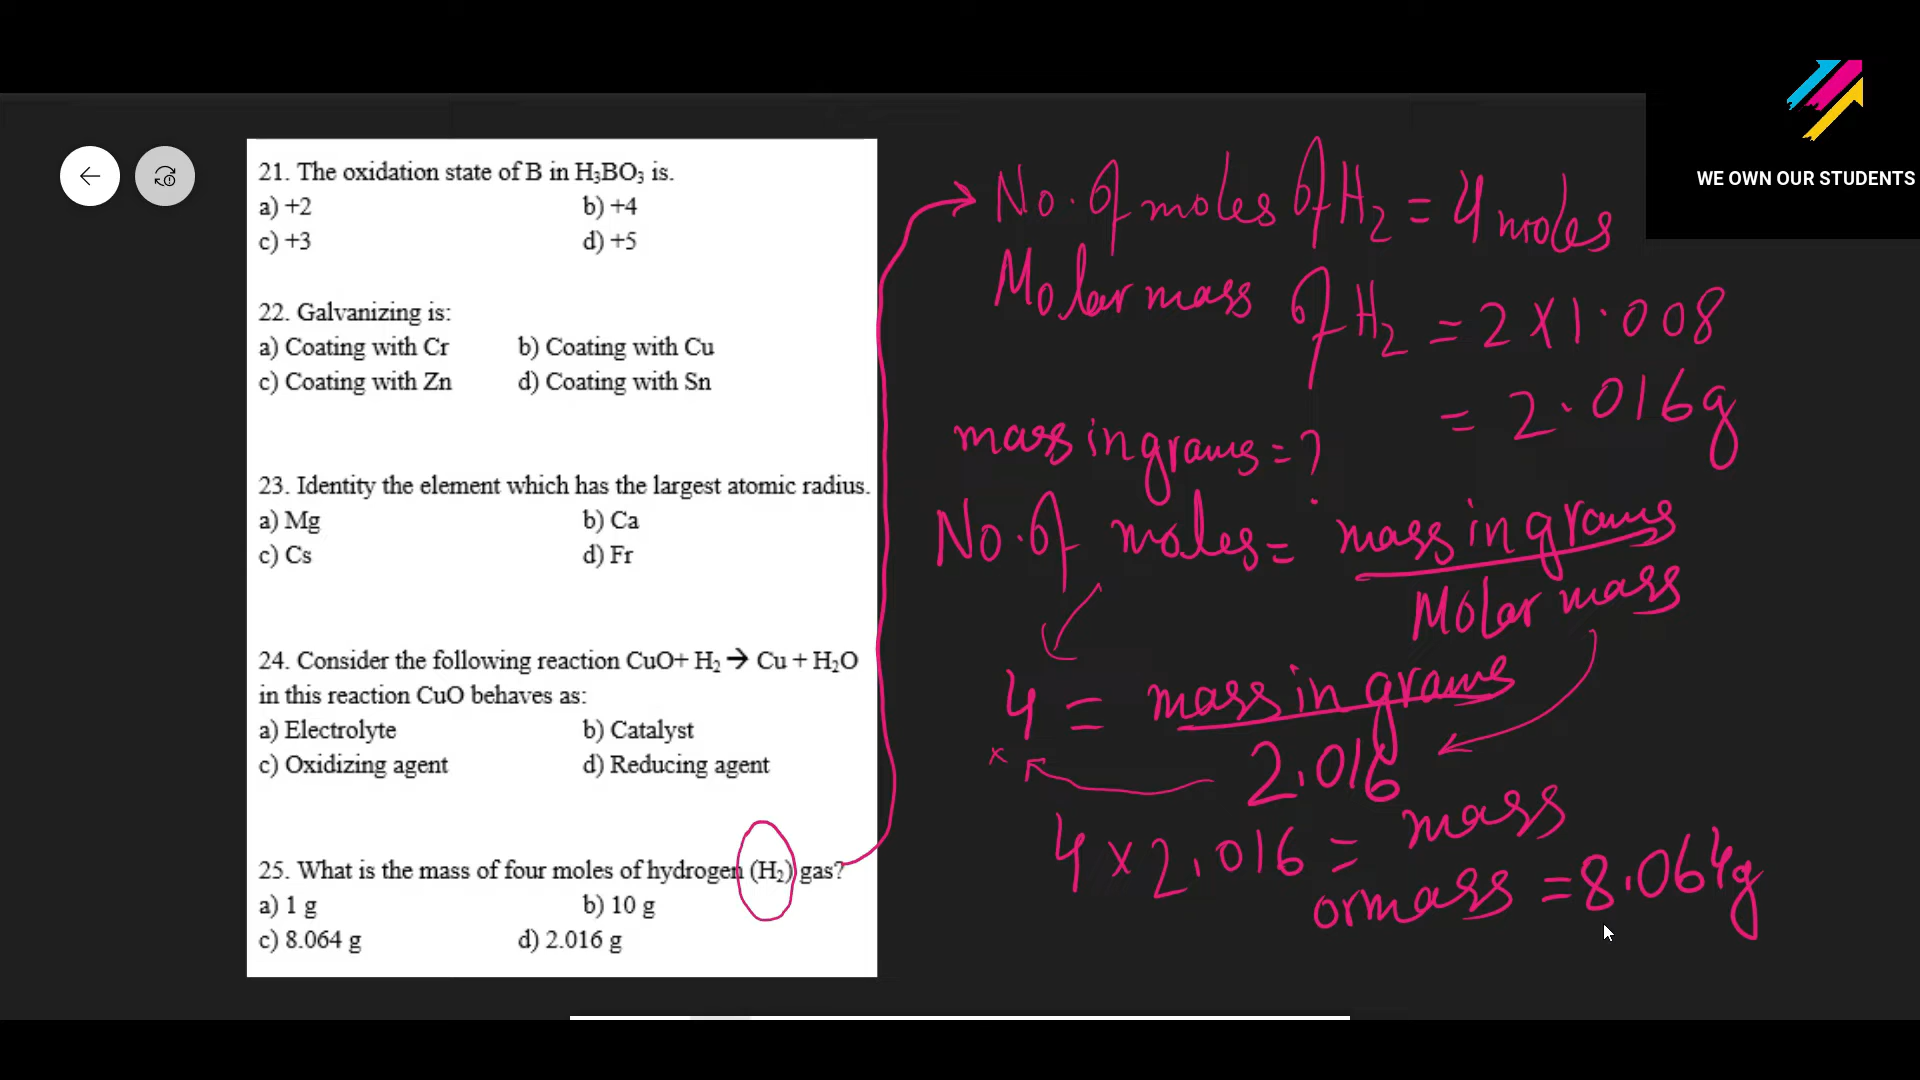 WE OWN OUR STUDENTS
21. The oxidation state of B in H₃BO₃ is.
a) +2 b) +4
c) +3 d) +5
22. Galvanizing is:
a) Coating with Cr b) Coating with Cu
c) Coating with Zn d) Coating with Sn
23. Identity the element which has the largest atomic radius.
a) Mg b) Ca
c) Cs d) Fr
24. Consider the following reaction CuO+ H₂ → Cu + H₂O
in this reaction CuO behaves as:
a) Electrolyte b) Catalyst
c) Oxidizing agent d) Reducing agent
25. What is the mass of four moles of hydrogen (H₂) gas?
a) 1 g b) 10 g
c) 8.064 g d) 2.016 g
No. of moles of H₂ = 4 moles
Molar mass of H₂ = 2 X 1.008
= 2.016g
mass in grams = ?
No. of moles = mass in grams
Molar mass
4 = mass in grams
x 2.016
4 x 2.016 = mass
or mass = 8.064g